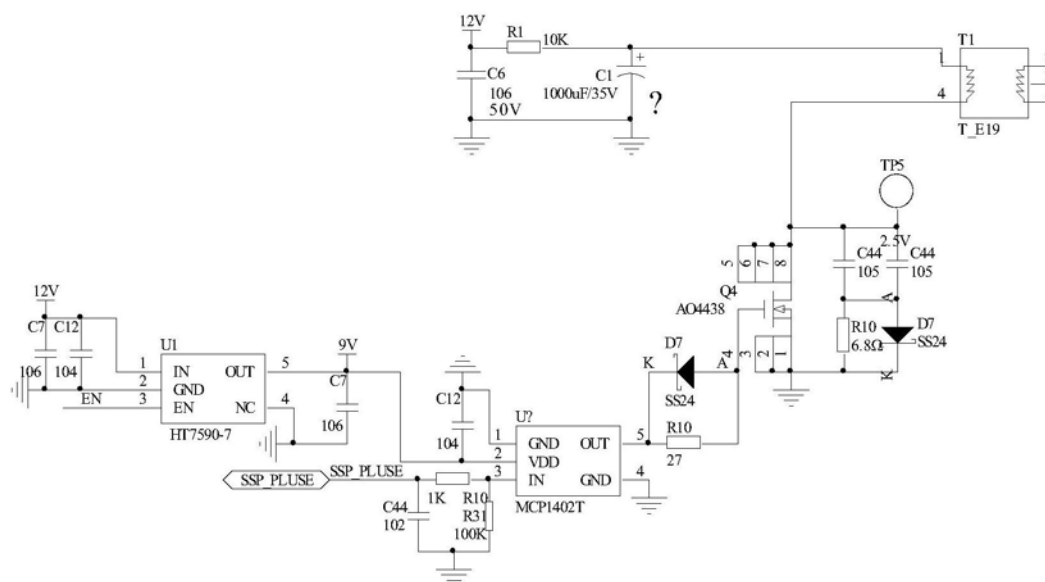 12V
R1
10K
C6
106
50V
C1
1000uF/35V
?
T1
1
4
T_E19
TP5
2.5V
C44
105
C44
105
5
6
7
8
Q4
AO4438
4
3
2
1
A
R10
6.8Ω
D7
SS24
K
D7
K
A
SS24
R10
27
12V
C7
C12
106
104
U1
1
IN
OUT
5
2
GND
3
EN
NC
4
EN
HT7590-7
9V
C7
106
C12
104
U?
1
GND
OUT
5
2
VDD
3
IN
GND
4
MCP1402T
SSP_PLUSE
SSP_PLUSE
1K
R10
R31
100K
C44
102